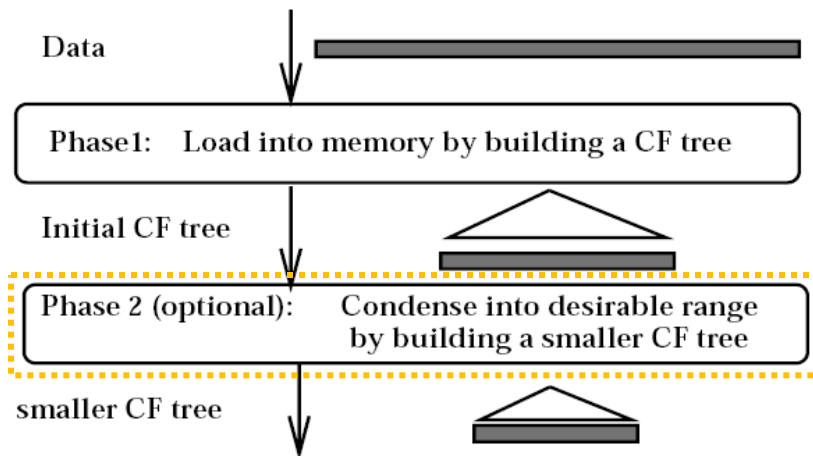 Data
Phase1: Load into memory by building a CF tree
Initial CF tree
Phase 2 (optional): Condense into desirable range
by building a smaller CF tree
smaller CF tree